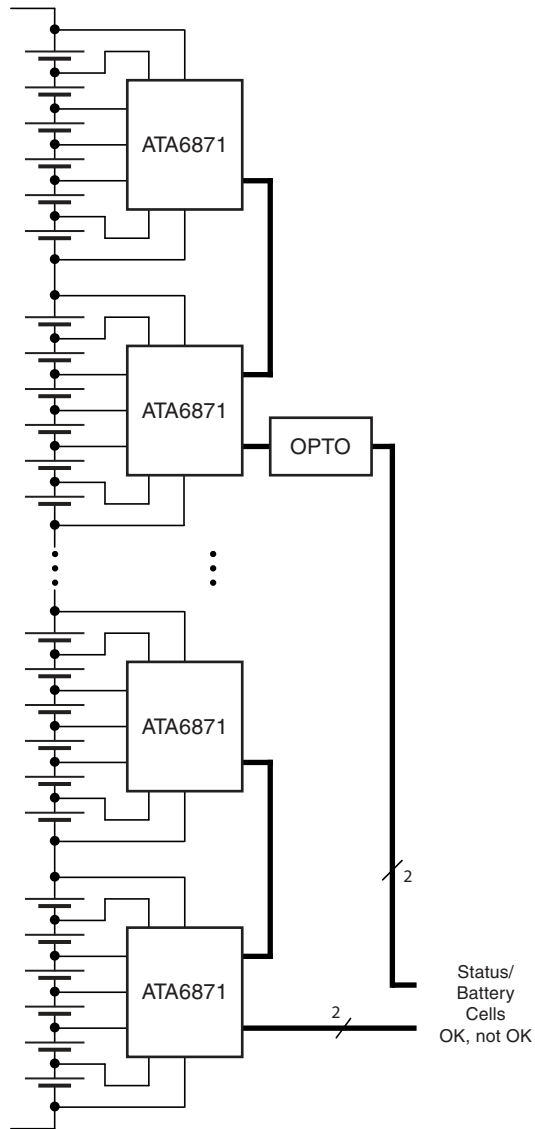 ATA6871
ATA6871
OPTO
ATA6871
2
ATA6871
2
Status/
Battery
Cells
OK, not OK